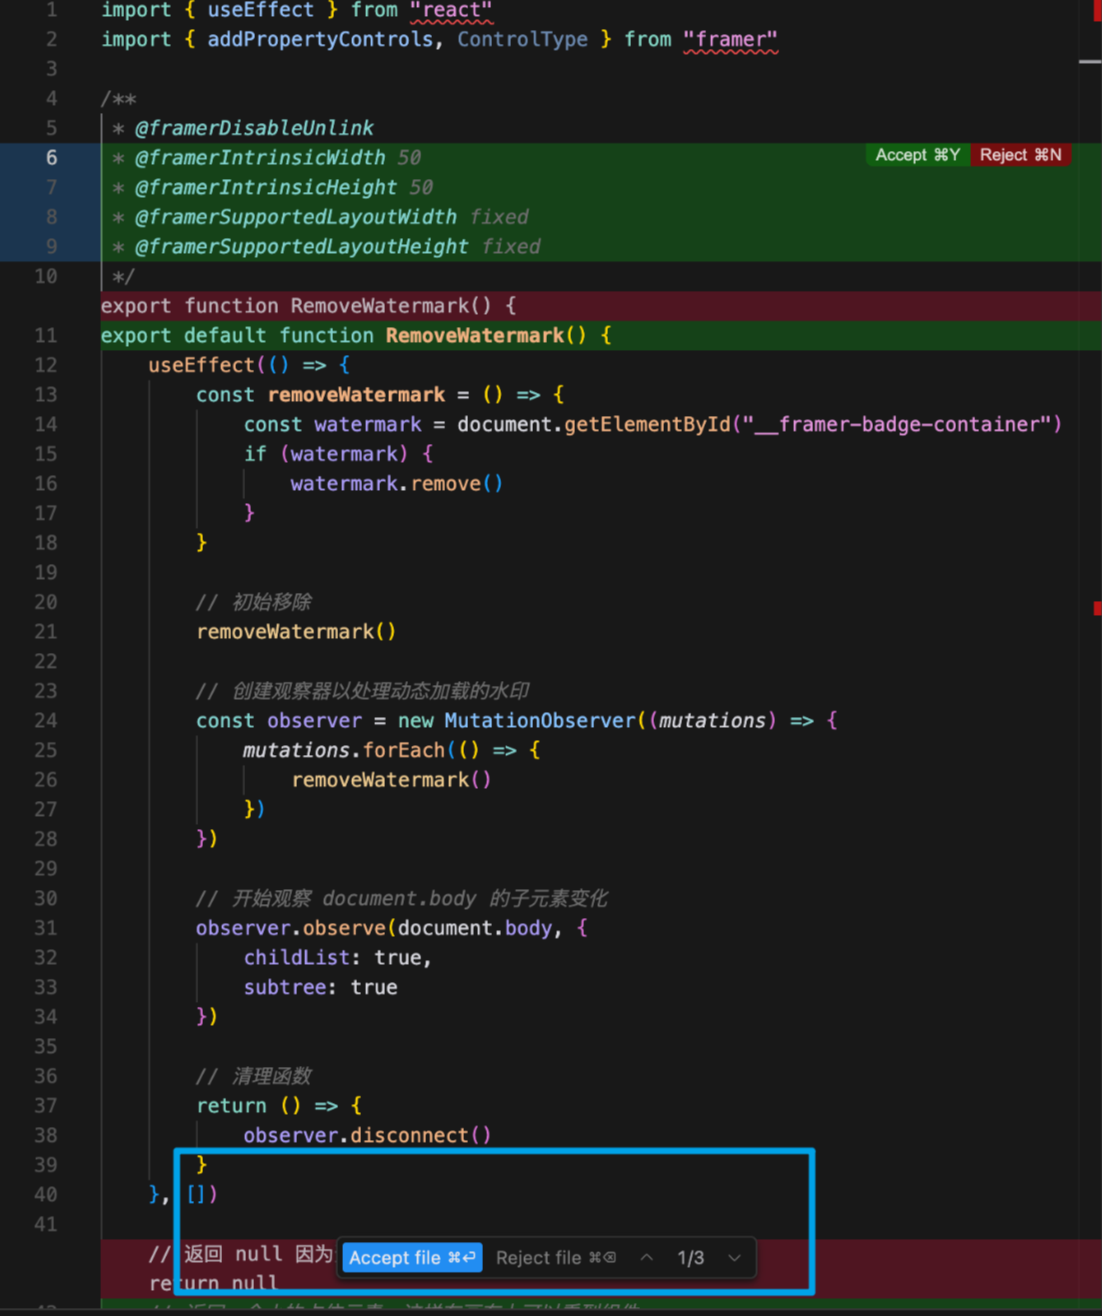 1 import { useEffect } from "react"
2 import { addPropertyControls, ControlType } from "framer"
3
4 /**
5 * @framerDisableUnlink
6 * @framerIntrinsicWidth 50 Accept ⌘Y Reject ⌘N
7 * @framerIntrinsicHeight 50
8 * @framerSupportedLayoutWidth fixed
9 * @framerSupportedLayoutHeight fixed
10 */
export function RemoveWatermark() {
11 export default function RemoveWatermark() {
12 useEffect(() => {
13 const removeWatermark = () => {
14 const watermark = document.getElementById("__framer-badge-container")
15 if (watermark) {
16 watermark.remove()
17 }
18 }
19
20 // 初始移除
21 removeWatermark()
22
23 // 创建观察器以处理动态加载的水印
24 const observer = new MutationObserver((mutations) => {
25 mutations.forEach(() => {
26 removeWatermark()
27 })
28 })
29
30 // 开始观察 document.body 的子元素变化
31 observer.observe(document.body, {
32 childList: true,
33 subtree: true
34 })
35
36 // 清理函数
37 return () => {
38 observer.disconnect()
39 }
40 }, [])
41
// 返回 null 因为 Accept file ⌘⏎ Reject file ⌘⌫ 1/3
return null